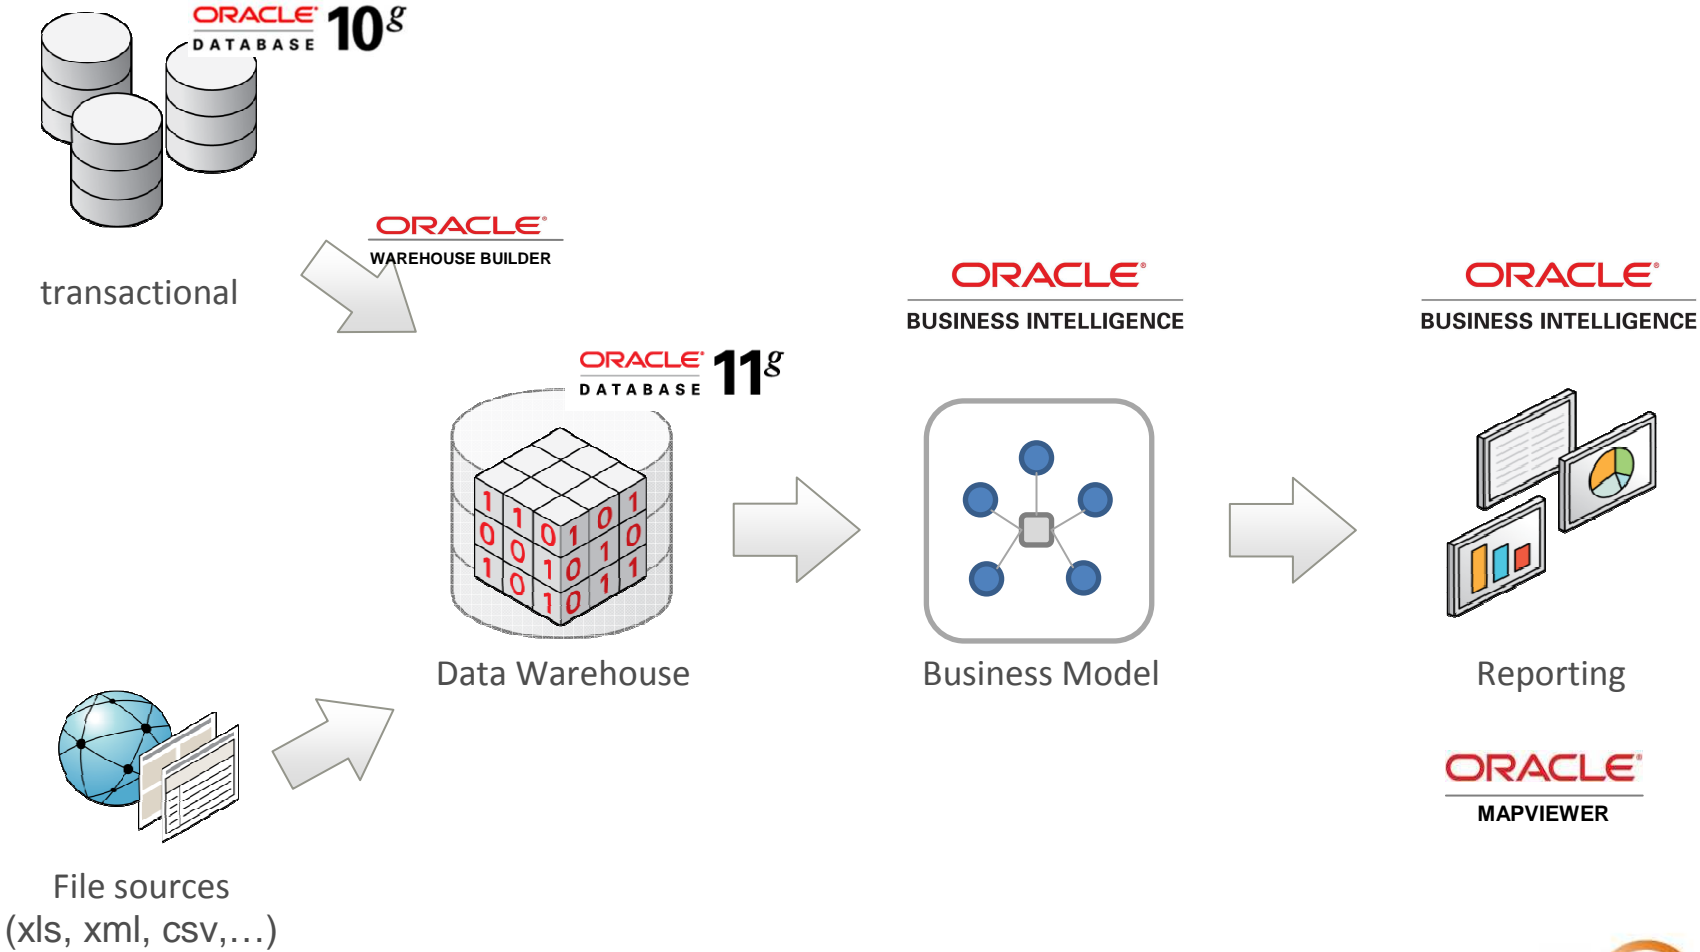 ORACLE
DATABASE 10g
transactional
ORACLE
WAREHOUSE BUILDER
ORACLE
DATABASE 11g
1 1 0 1 0 1
0 0 1 0 1 0
1 0 1 0 1 1
Data Warehouse
ORACLE
BUSINESS INTELLIGENCE
Business Model
ORACLE
BUSINESS INTELLIGENCE
Reporting
ORACLE
MAPVIEWER
File sources
(xls, xml, csv,…)